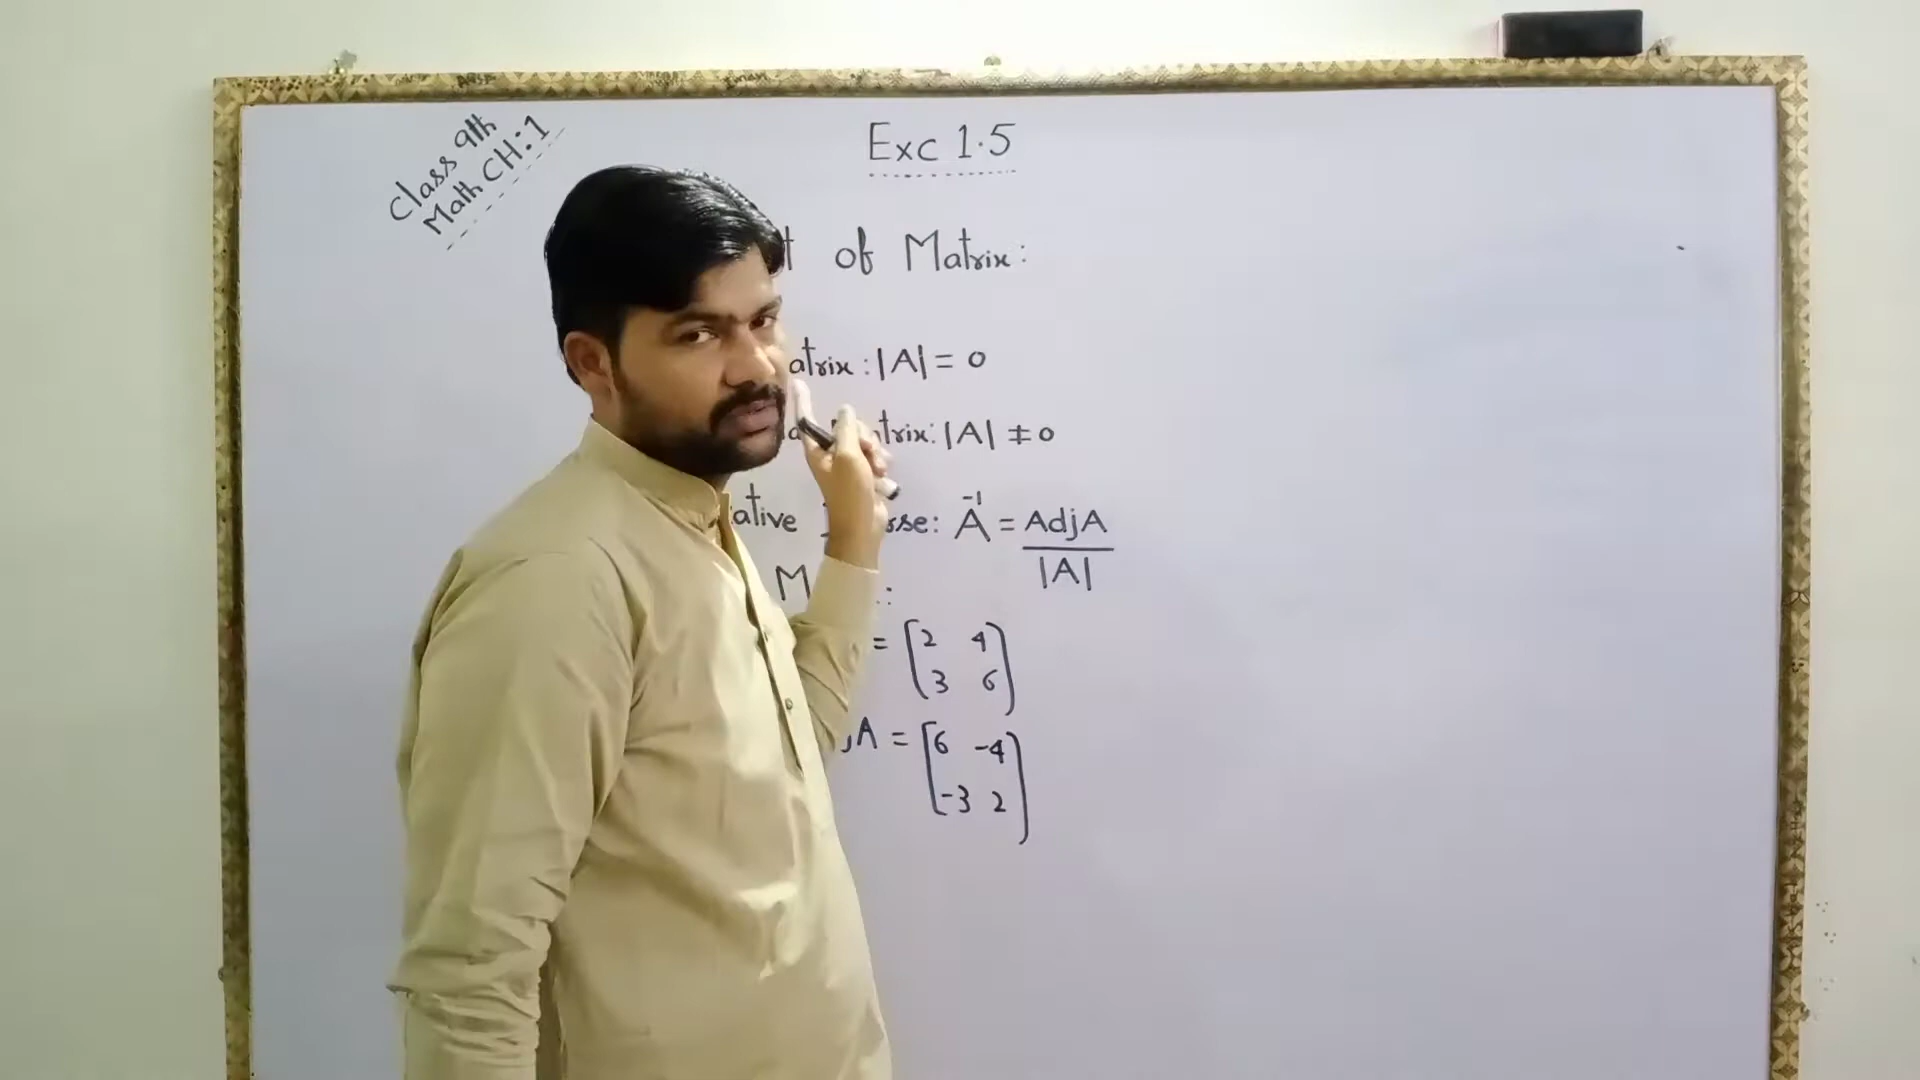 Class 9th
Math CH:1
Exc 1.5
of Matrix:
atrix: |A| = 0
trix: |A| ≠ 0
ative rse: A⁻¹ = AdjA / |A|
M :
= [2 4
3 6]
A = [6 -4
-3 2]